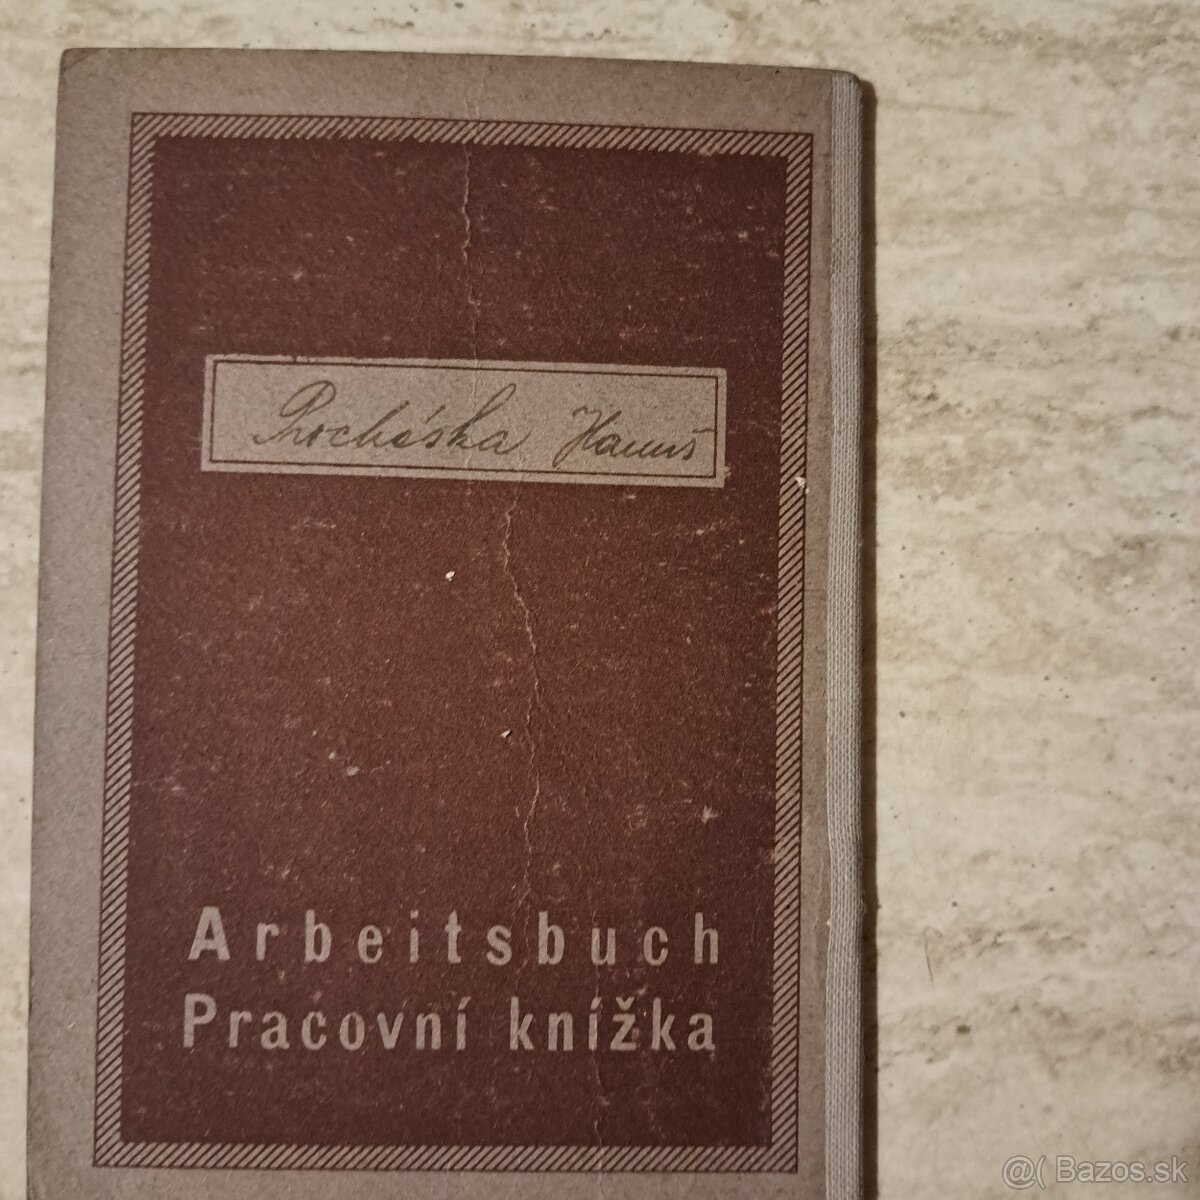 Procháska Hanuš
Arbeitsbuch
Pracovní knížka
@( Bazos.sk